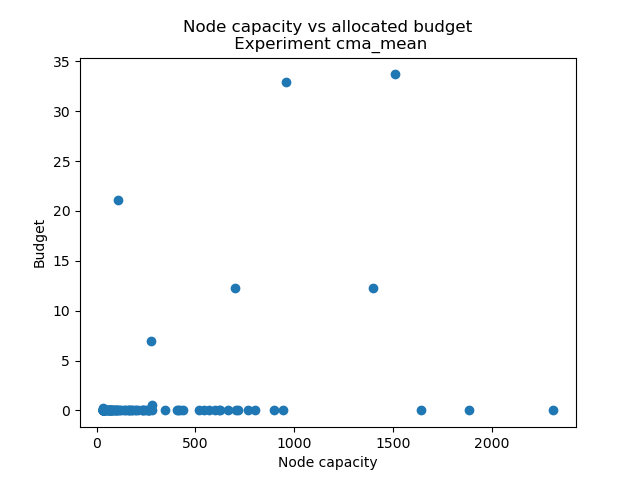 Node capacity vs allocated budget
Experiment cma_mean
35
30
25
20
15
10
5
0
Budget
0 500 1000 1500 2000
Node capacity